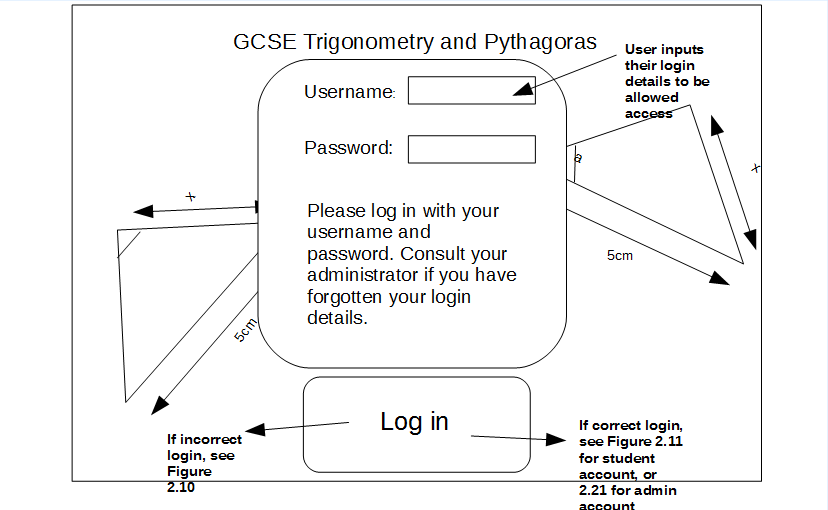 GCSE Trigonometry and Pythagoras
User inputs
their login
details to be
allowed
access
Username:
Password:
a
x
x
Please log in with your
username and
password. Consult your
administrator if you have
forgotten your login
details.
5cm
5cm
Log in
If incorrect
login, see
Figure
2.10
If correct login,
see Figure 2.11
for student
account, or
2.21 for admin
account